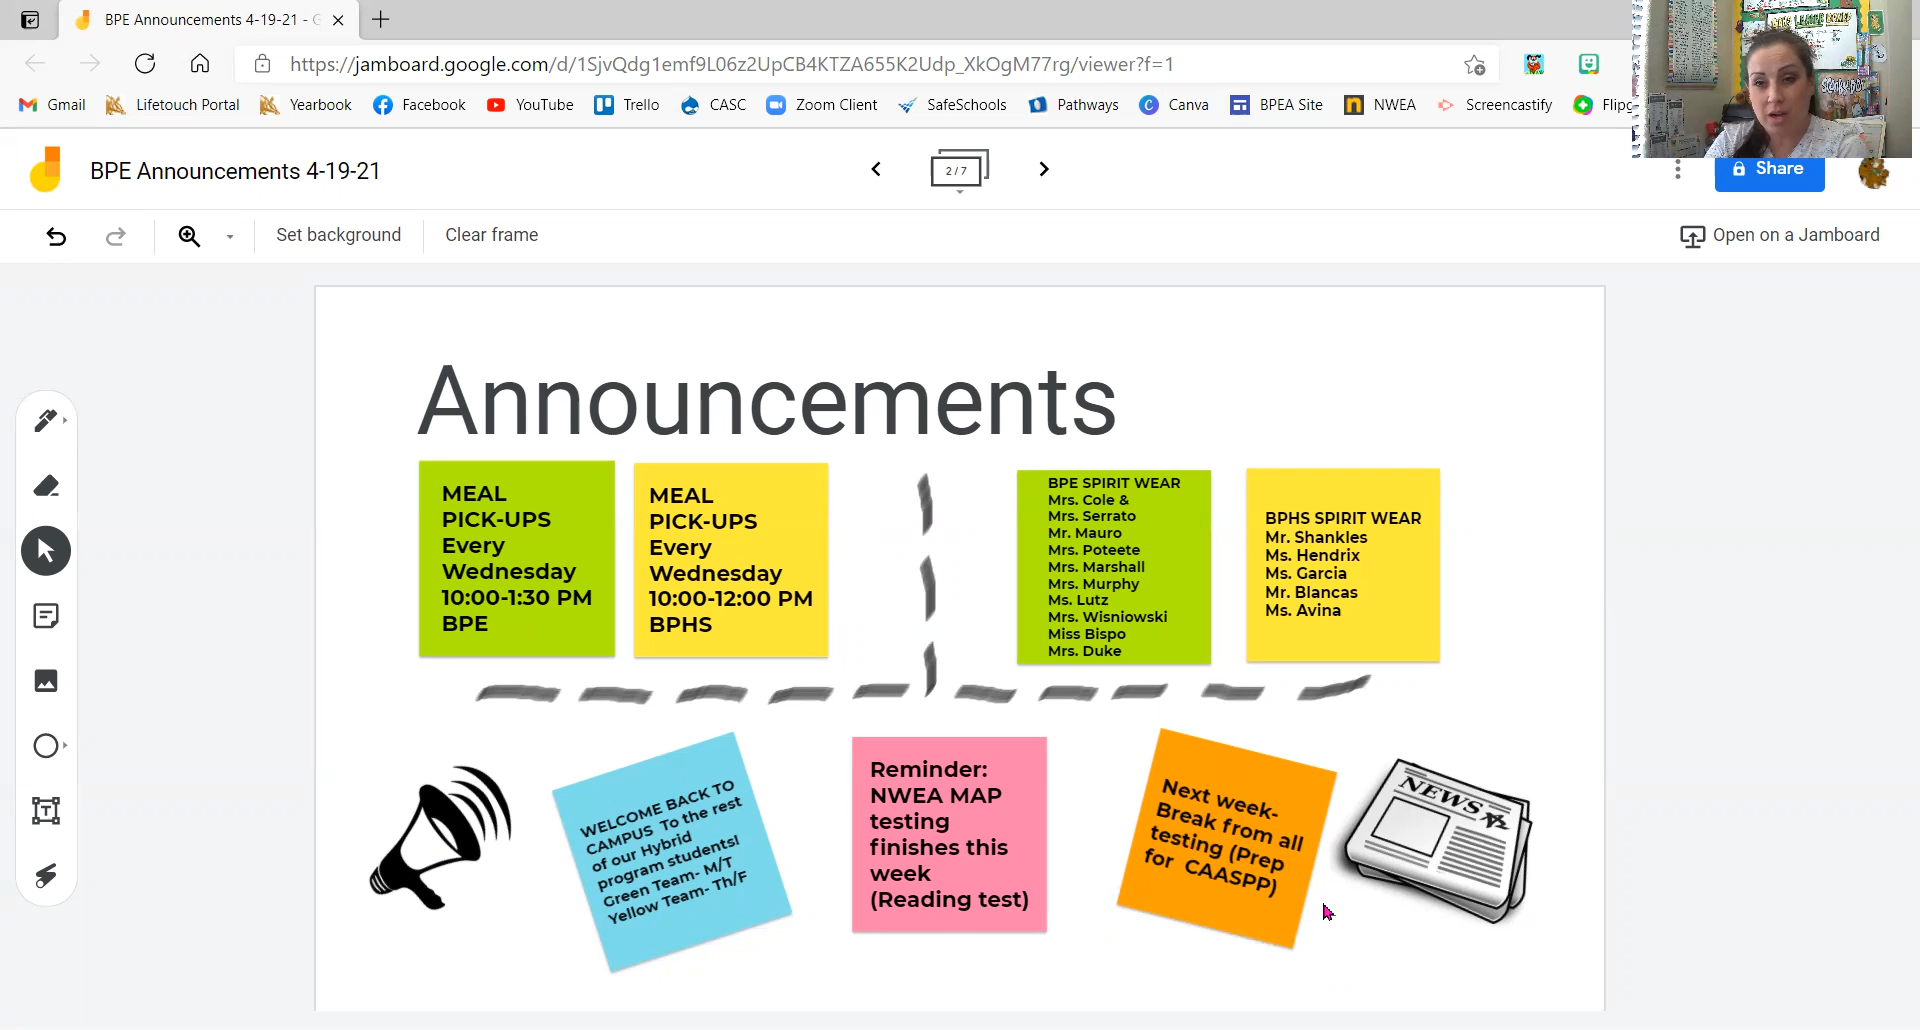 BPE Announcements 4-19-21 - G
https://jamboard.google.com/d/1SjvQdg1emf9L06z2UpCB4KTZA655K2Udp_XkOgM77rg/viewer?f=1
Gmail Lifetouch Portal Yearbook Facebook YouTube Trello CASC Zoom Client SafeSchools Pathways Canva BPEA Site NWEA Screencastify Flipg
BPE Announcements 4-19-21
2 / 7
Share
Set background Clear frame
Open on a Jamboard
Announcements
MEAL
PICK-UPS
Every
Wednesday
10:00-1:30 PM
BPE
MEAL
PICK-UPS
Every
Wednesday
10:00-12:00 PM
BPHS
BPE SPIRIT WEAR
Mrs. Cole &
Mrs. Serrato
Mr. Mauro
Mrs. Poteete
Mrs. Marshall
Mrs. Murphy
Ms. Lutz
Mrs. Wisniowski
Miss Bispo
Mrs. Duke
BPHS SPIRIT WEAR
Mr. Shankles
Ms. Hendrix
Ms. Garcia
Mr. Blancas
Ms. Avina
WELCOME BACK TO
CAMPUS To the rest
of our Hybrid
program students!
Green Team- M/T
Yellow Team- Th/F
Reminder:
NWEA MAP
testing
finishes this
week
(Reading test)
Next week-
Break from all
testing (Prep
for CAASPP)
NEWS